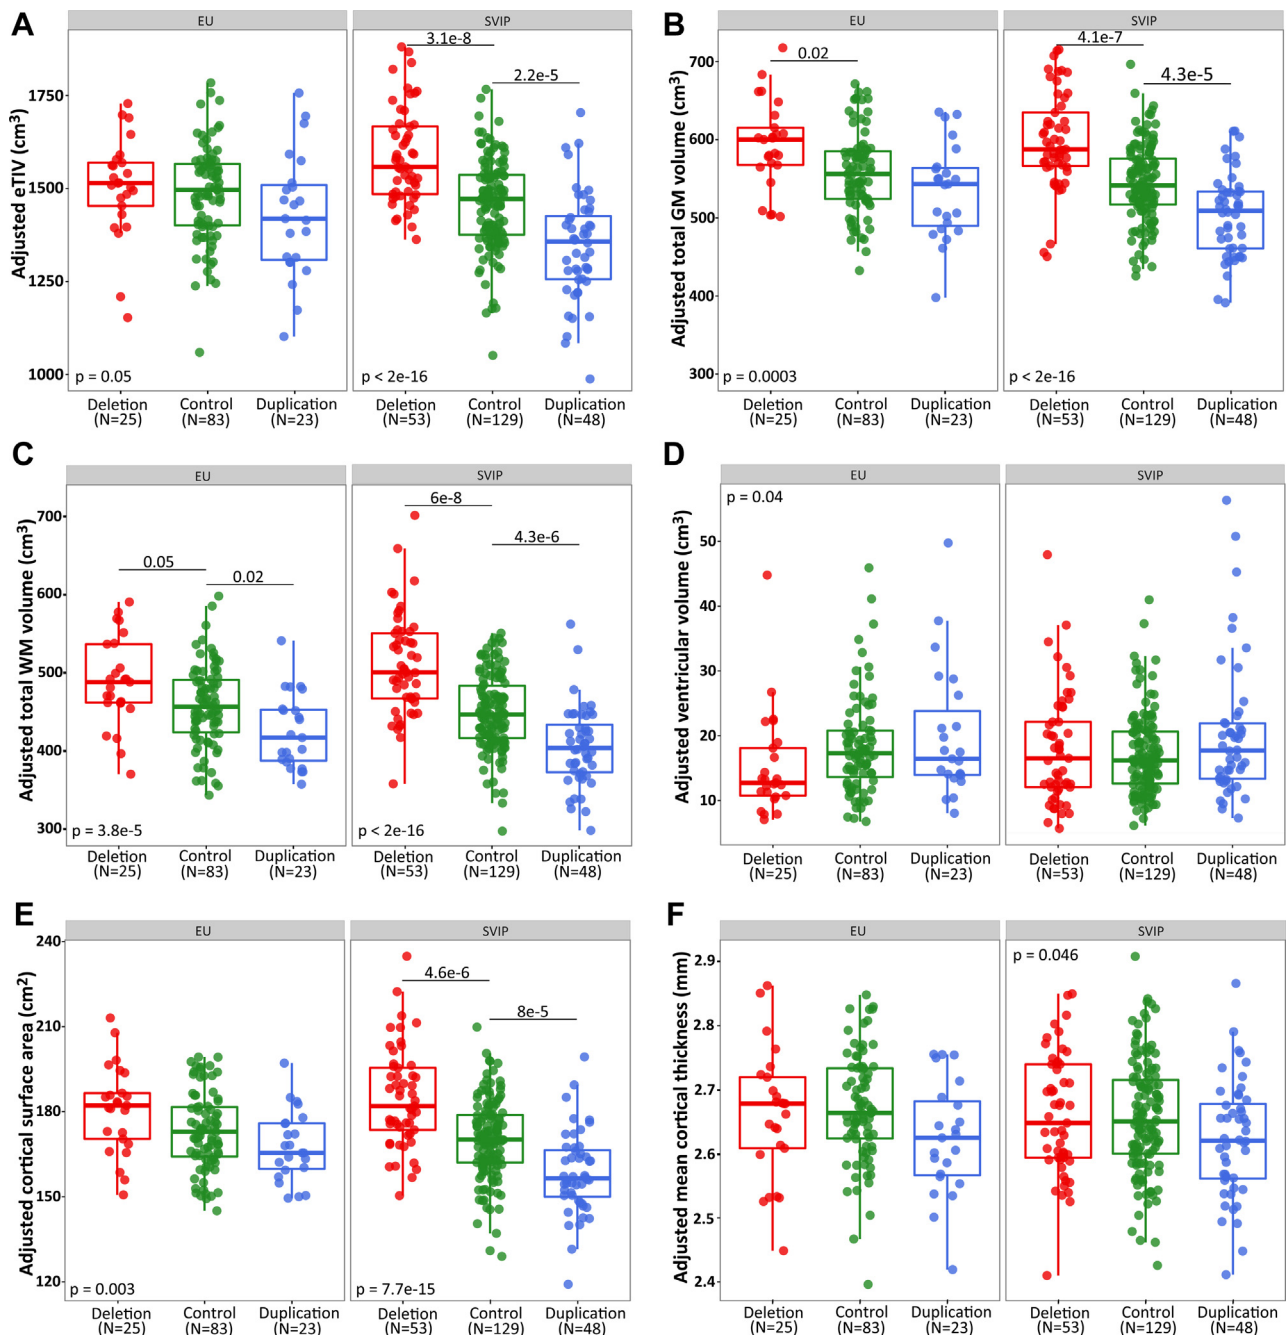 A
EU
SVIP
Adjusted eTIV (cm3)
1750
1500
1250
1000
3.1e-8
2.2e-5
p = 0.05
p < 2e-16
Deletion
(N=25)
Control
(N=83)
Duplication
(N=23)
Deletion
(N=53)
Control
(N=129)
Duplication
(N=48)
B
EU
SVIP
Adjusted total GM volume (cm3)
700
600
500
400
300
0.02
4.1e-7
4.3e-5
p = 0.0003
p < 2e-16
Deletion
(N=25)
Control
(N=83)
Duplication
(N=23)
Deletion
(N=53)
Control
(N=129)
Duplication
(N=48)
C
EU
SVIP
Adjusted total WM volume (cm3)
700
600
500
400
300
0.05
0.02
6e-8
4.3e-6
p = 3.8e-5
p < 2e-16
Deletion
(N=25)
Control
(N=83)
Duplication
(N=23)
Deletion
(N=53)
Control
(N=129)
Duplication
(N=48)
D
EU
SVIP
Adjusted ventricular volume (cm3)
50
40
30
20
10
p = 0.04
Deletion
(N=25)
Control
(N=83)
Duplication
(N=23)
Deletion
(N=53)
Control
(N=129)
Duplication
(N=48)
E
EU
SVIP
Adjusted cortical surface area (cm2)
240
210
180
150
120
4.6e-6
8e-5
p = 0.003
p = 7.7e-15
Deletion
(N=25)
Control
(N=83)
Duplication
(N=23)
Deletion
(N=53)
Control
(N=129)
Duplication
(N=48)
F
EU
SVIP
Adjusted mean cortical thickness (mm)
2.9
2.8
2.7
2.6
2.5
2.4
p = 0.046
Deletion
(N=25)
Control
(N=83)
Duplication
(N=23)
Deletion
(N=53)
Control
(N=129)
Duplication
(N=48)